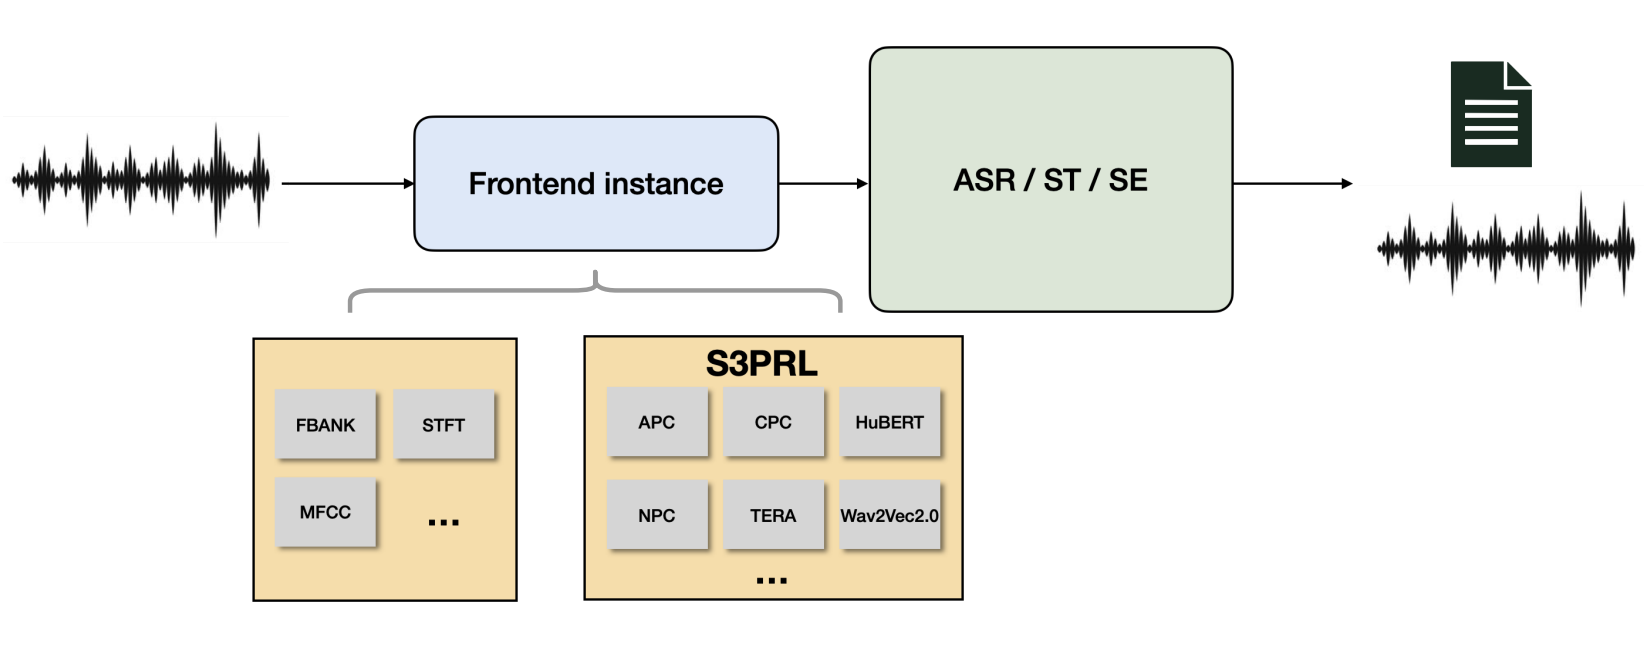 Frontend instance
ASR / ST / SE
FBANK
STFT
MFCC
...
S3PRL
APC
CPC
HuBERT
NPC
TERA
Wav2Vec2.0
...